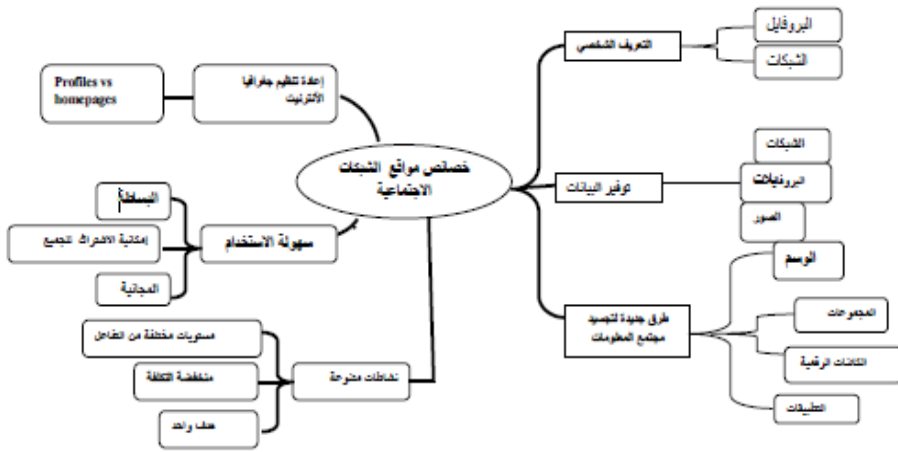 خصائص مواقع الشبكات
الاجتماعية
التعريف الشخصي
البروفايل
الشبكات
توفير البيانات
الشبكات
البروفايلات
الصور
طرق جديدة لتجسيد
مجتمع المعلومات
الوسم
المجموعات
الكائنات الرقمية
التطبيقات
إعادة تنظيم جغرافيا
الأنترنيت
Profiles vs
homepages
سهولة الاستخدام
البساطة
إمكانية الاشتراك للجميع
المجانية
نشاطات متنوعة
مستويات مختلفة من التفاعل
منخفضة التكلفة
هدف واحد